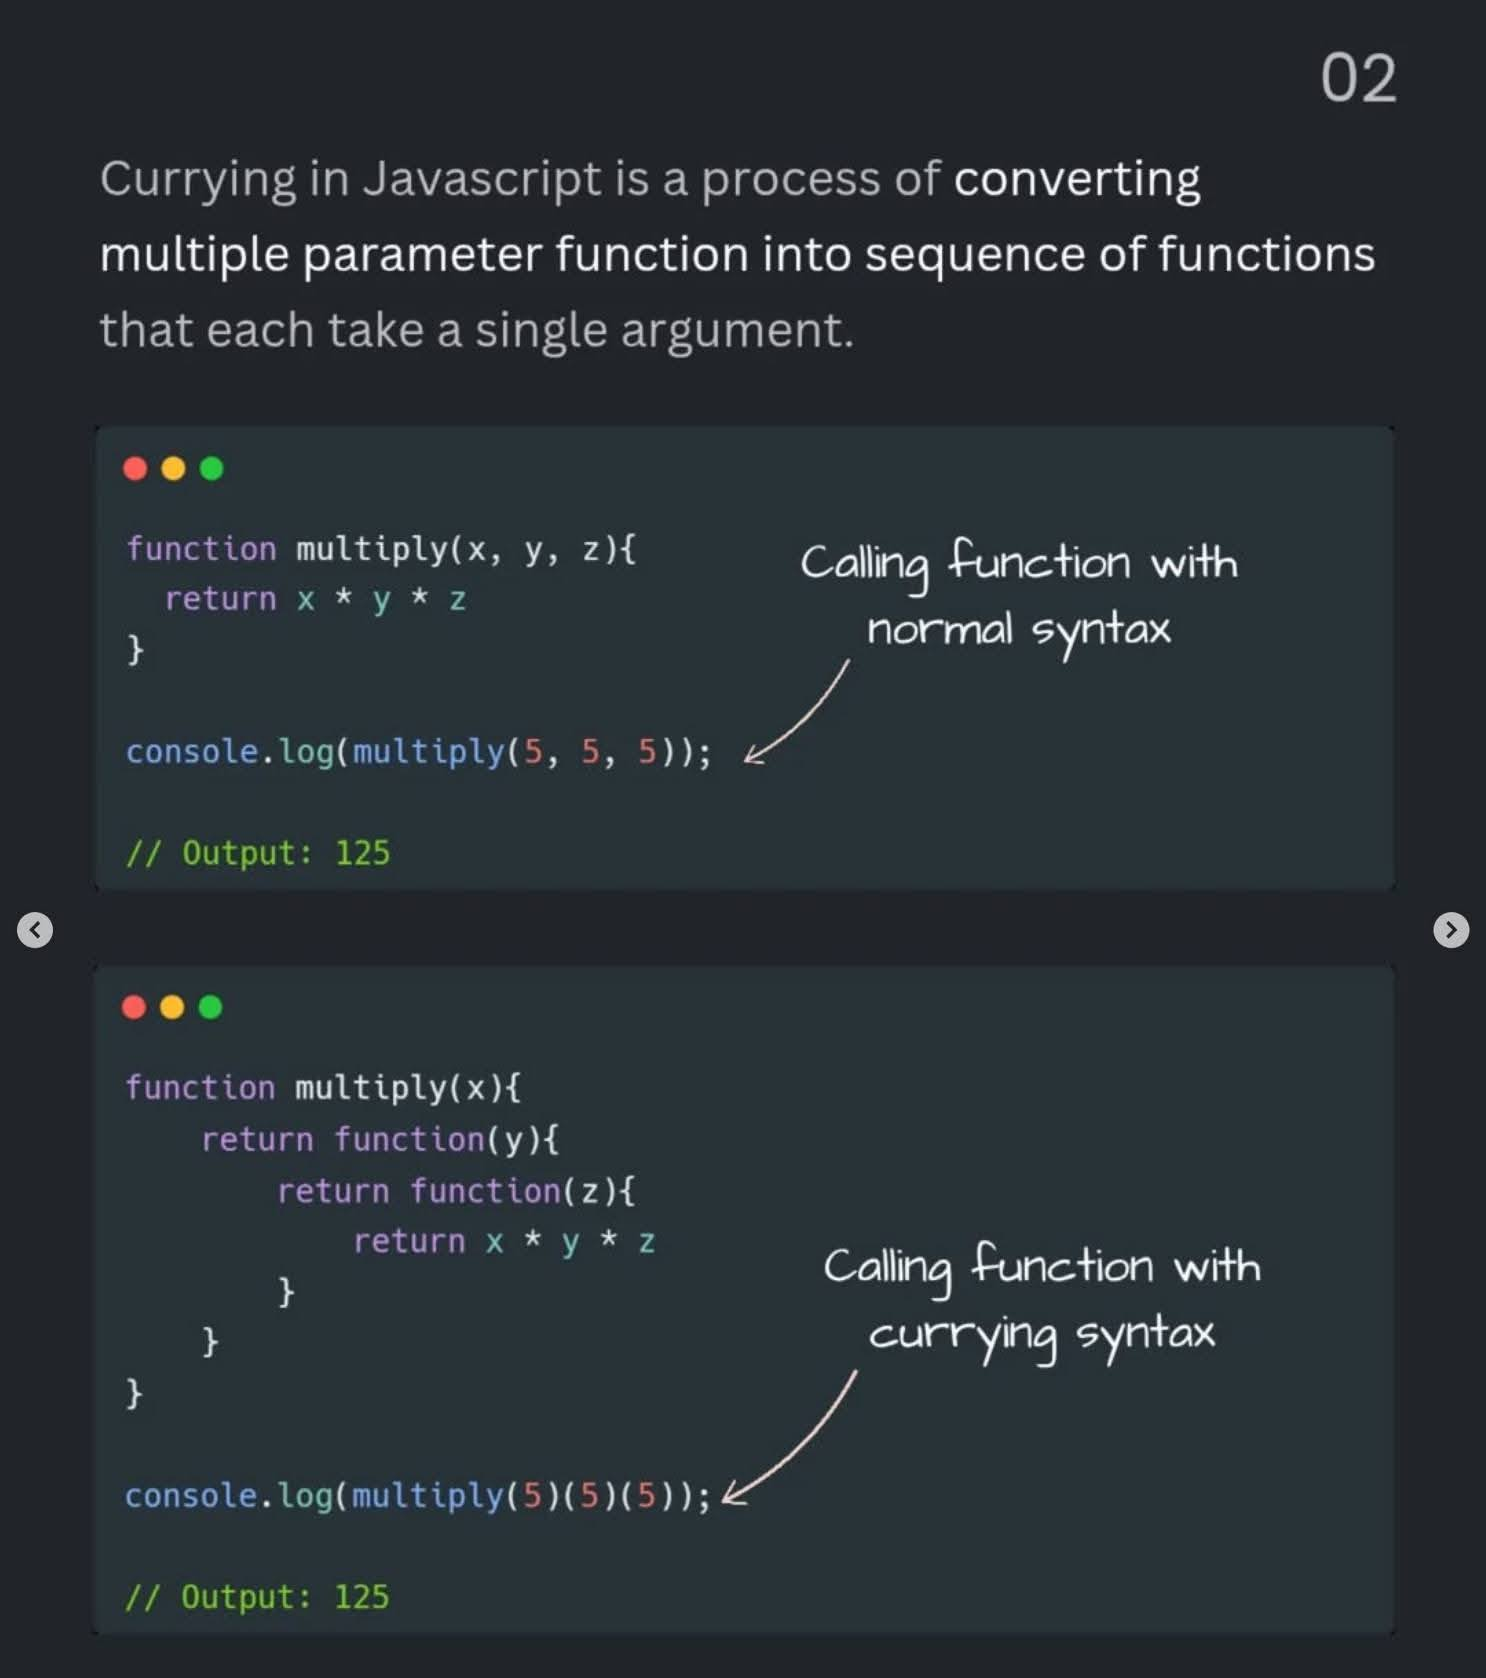 02
Currying in Javascript is a process of converting
multiple parameter function into sequence of functions
that each take a single argument.
function multiply(x, y, z){
  return x * y * z
}
Calling function with
normal syntax
console.log(multiply(5, 5, 5));
// Output: 125
function multiply(x){
    return function(y){
        return function(z){
            return x * y * z
        }
    }
}
Calling function with
currying syntax
console.log(multiply(5)(5)(5));
// Output: 125